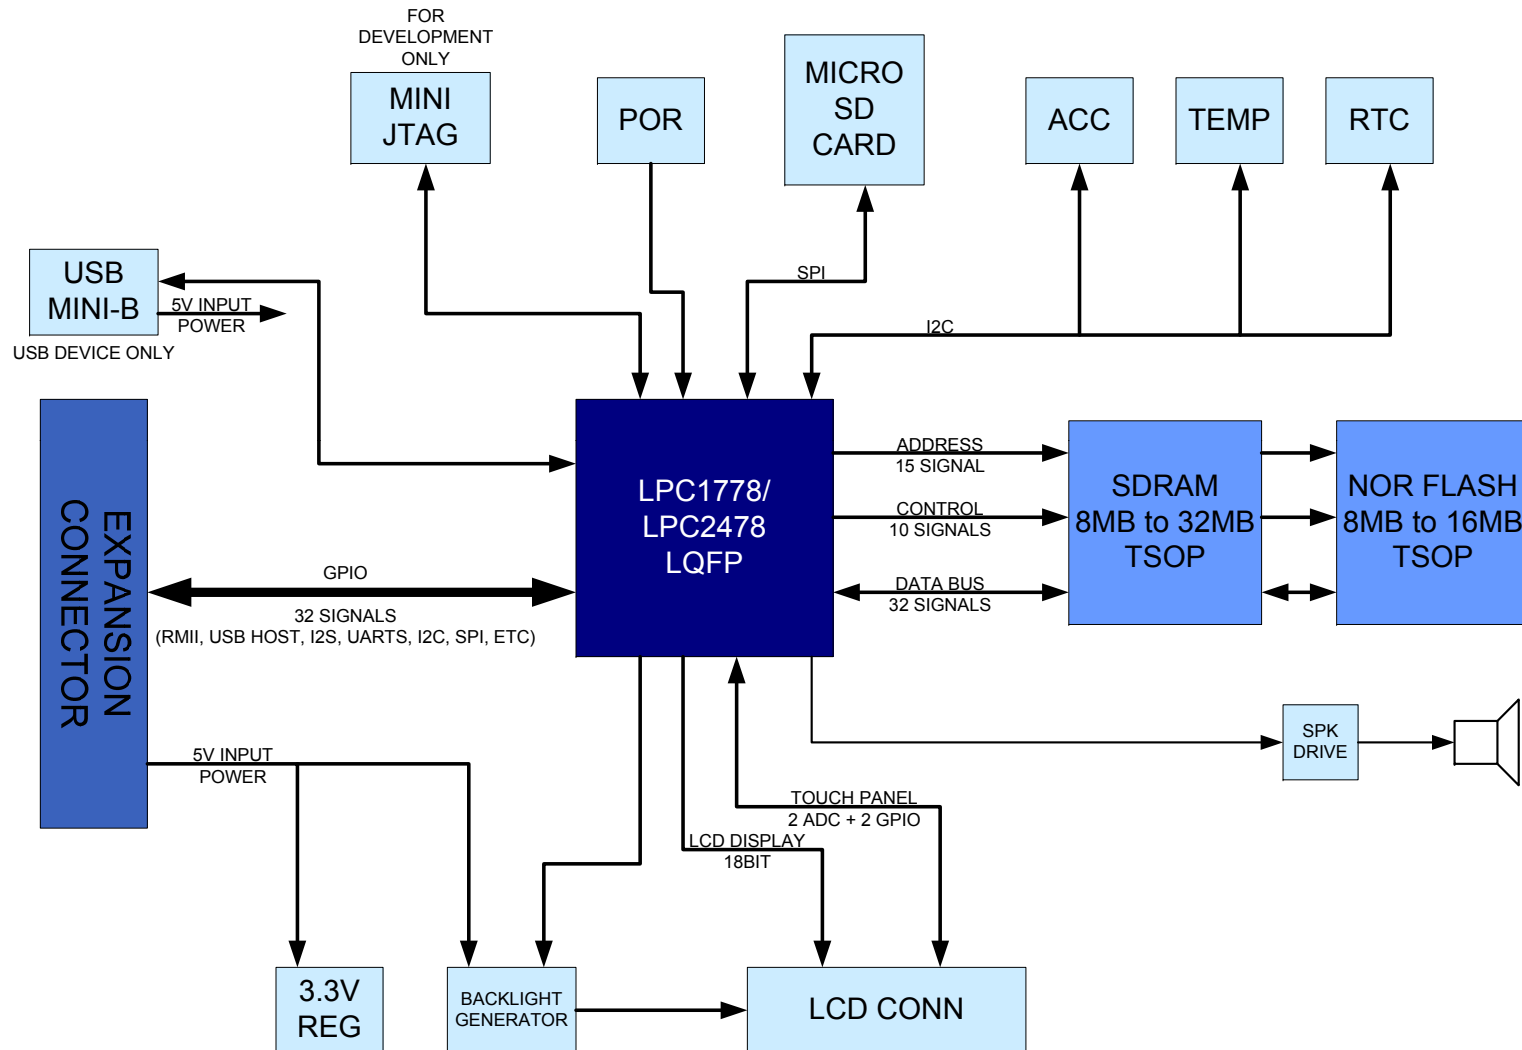 FOR
DEVELOPMENT
ONLY
MINI
JTAG
POR
MICRO
SD
CARD
ACC
TEMP
RTC
USB
MINI-B
5V INPUT
POWER
USB DEVICE ONLY
SPI
I2C
EXPANSION
CONNECTOR
GPIO
32 SIGNALS
(RMII, USB HOST, I2S, UARTS, I2C, SPI, ETC)
LPC1778/
LPC2478
LQFP
ADDRESS
15 SIGNAL
CONTROL
10 SIGNALS
DATA BUS
32 SIGNALS
SDRAM
8MB to 32MB
TSOP
NOR FLASH
8MB to 16MB
TSOP
5V INPUT
POWER
SPK
DRIVE
TOUCH PANEL
2 ADC + 2 GPIO
LCD DISPLAY
18BIT
3.3V
REG
BACKLIGHT
GENERATOR
LCD CONN